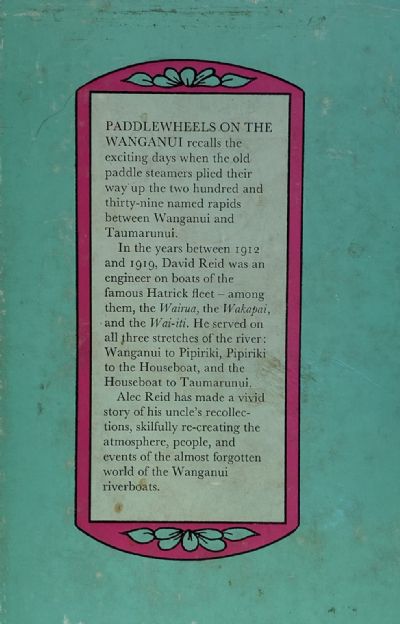 PADDLEWHEELS ON THE
WANGANUI recalls the
exciting days when the old
paddle steamers plied their
way up the two hundred and
thirty-nine named rapids
between Wanganui and
Taumarunui.
In the years between 1912
and 1919, David Reid was an
engineer on boats of the
famous Hatrick fleet – among
them, the Wairua, the Wakapai,
and the Wai-iti. He served on
all three stretches of the river:
Wanganui to Pipiriki, Pipiriki
to the Houseboat, and the
Houseboat to Taumarunui.
Alec Reid has made a vivid
story of his uncle's recollec-
tions, skilfully re-creating the
atmosphere, people, and
events of the almost forgotten
world of the Wanganui
riverboats.